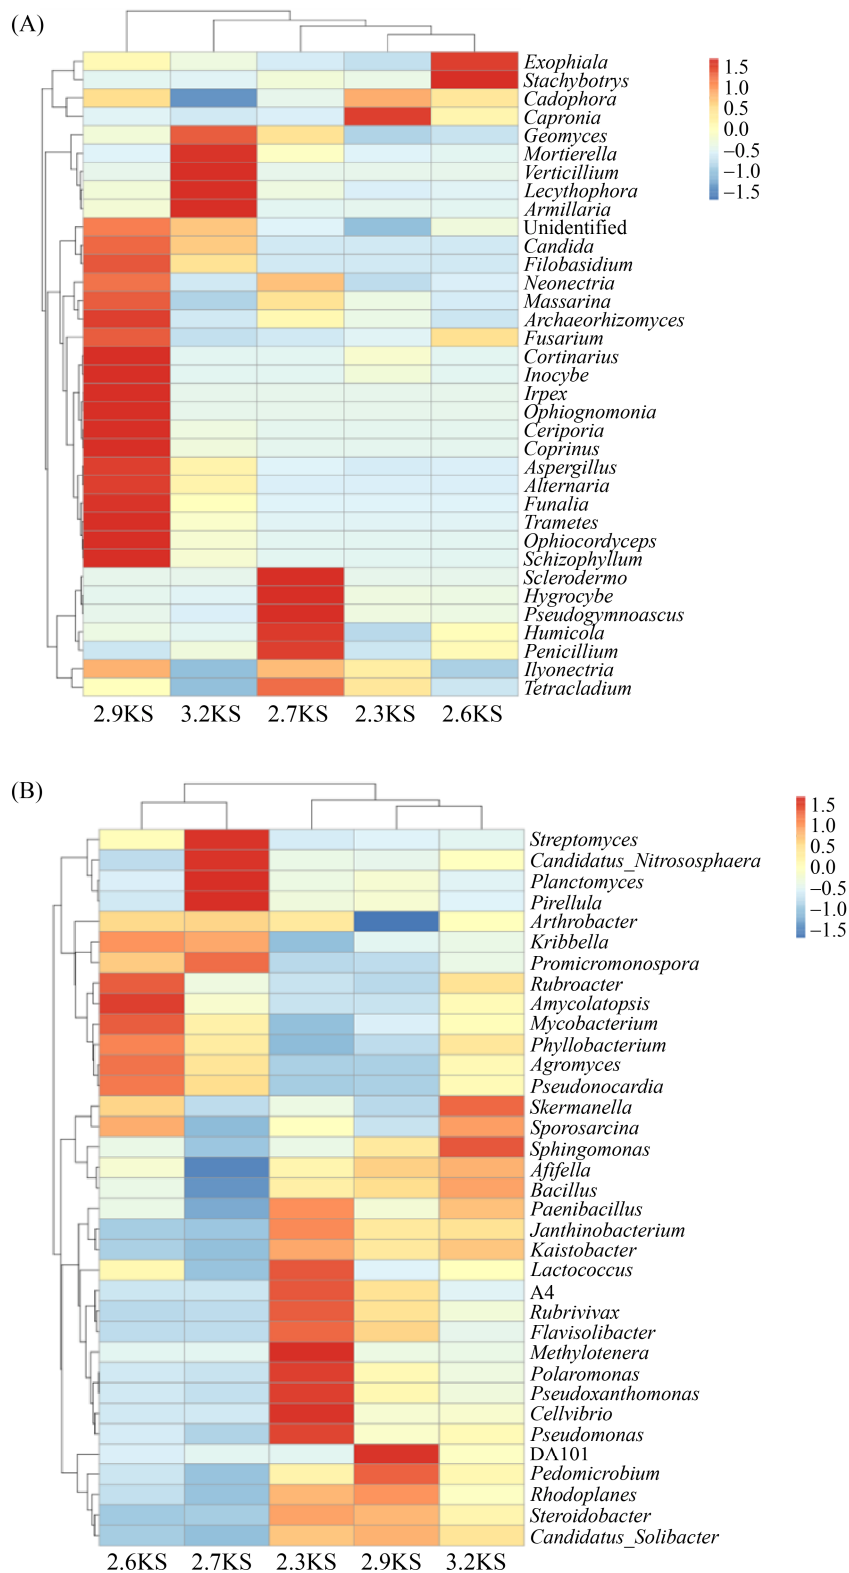 (A)
Exophiala
Stachybotrys
Cadophora
Capronia
Geomyces
Mortierella
Verticillium
Lecythophora
Armillaria
Unidentified
Candida
Filobasidium
Neonectria
Massarina
Archaeorhizomyces
Fusarium
Cortinarius
Inocybe
Irpex
Ophiognomonia
Ceriporia
Coprinus
Aspergillus
Alternaria
Funalia
Trametes
Ophiocordyceps
Schizophyllum
Sclerodermo
Hygrocybe
Pseudogymnoascus
Humicola
Penicillium
Ilyonectria
Tetracladium
1.5
1.0
0.5
0.0
−0.5
−1.0
−1.5
2.9KS 3.2KS 2.7KS 2.3KS 2.6KS
(B)
Streptomyces
Candidatus_Nitrososphaera
Planctomyces
Pirellula
Arthrobacter
Kribbella
Promicromonospora
Rubroacter
Amycolatopsis
Mycobacterium
Phyllobacterium
Agromyces
Pseudonocardia
Skermanella
Sporosarcina
Sphingomonas
Afifella
Bacillus
Paenibacillus
Janthinobacterium
Kaistobacter
Lactococcus
A4
Rubrivivax
Flavisolibacter
Methylotenera
Polaromonas
Pseudoxanthomonas
Cellvibrio
Pseudomonas
DA101
Pedomicrobium
Rhodoplanes
Steroidobacter
Candidatus_Solibacter
1.5
1.0
0.5
0.0
−0.5
−1.0
−1.5
2.6KS 2.7KS 2.3KS 2.9KS 3.2KS